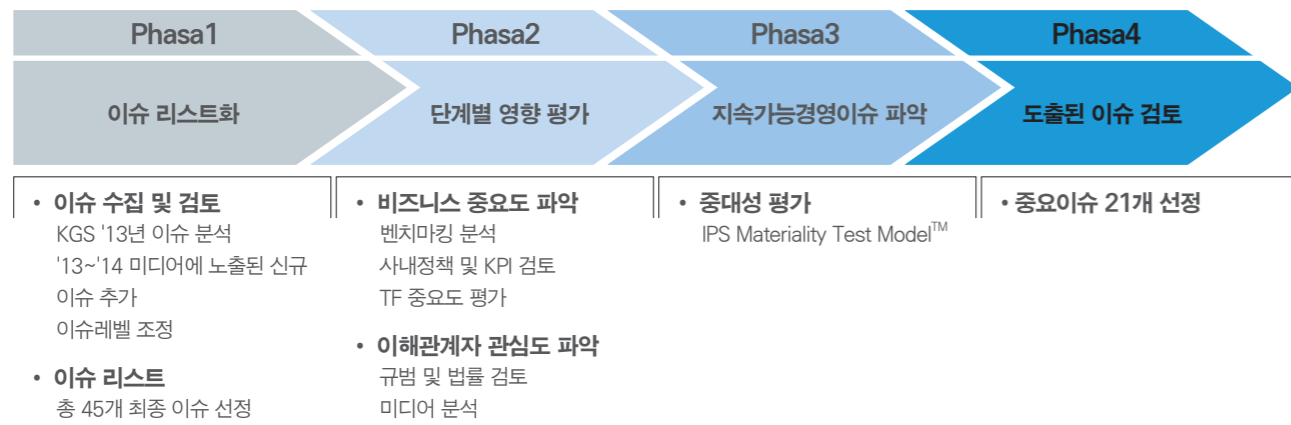 Phasa1
Phasa2
Phasa3
Phasa4
이슈 리스트화
단계별 영향 평가
지속가능경영이슈 파악
도출된 이슈 검토
• 이슈 수집 및 검토
KGS '13년 이슈 분석
'13~'14 미디어에 노출된 신규
이슈 추가
이슈레벨 조정
• 이슈 리스트
총 45개 최종 이슈 선정
• 비즈니스 중요도 파악
벤치마킹 분석
사내정책 및 KPI 검토
TF 중요도 평가
• 이해관계자 관심도 파악
규범 및 법률 검토
미디어 분석
• 중대성 평가
IPS Materiality Test Model™
• 중요이슈 21개 선정